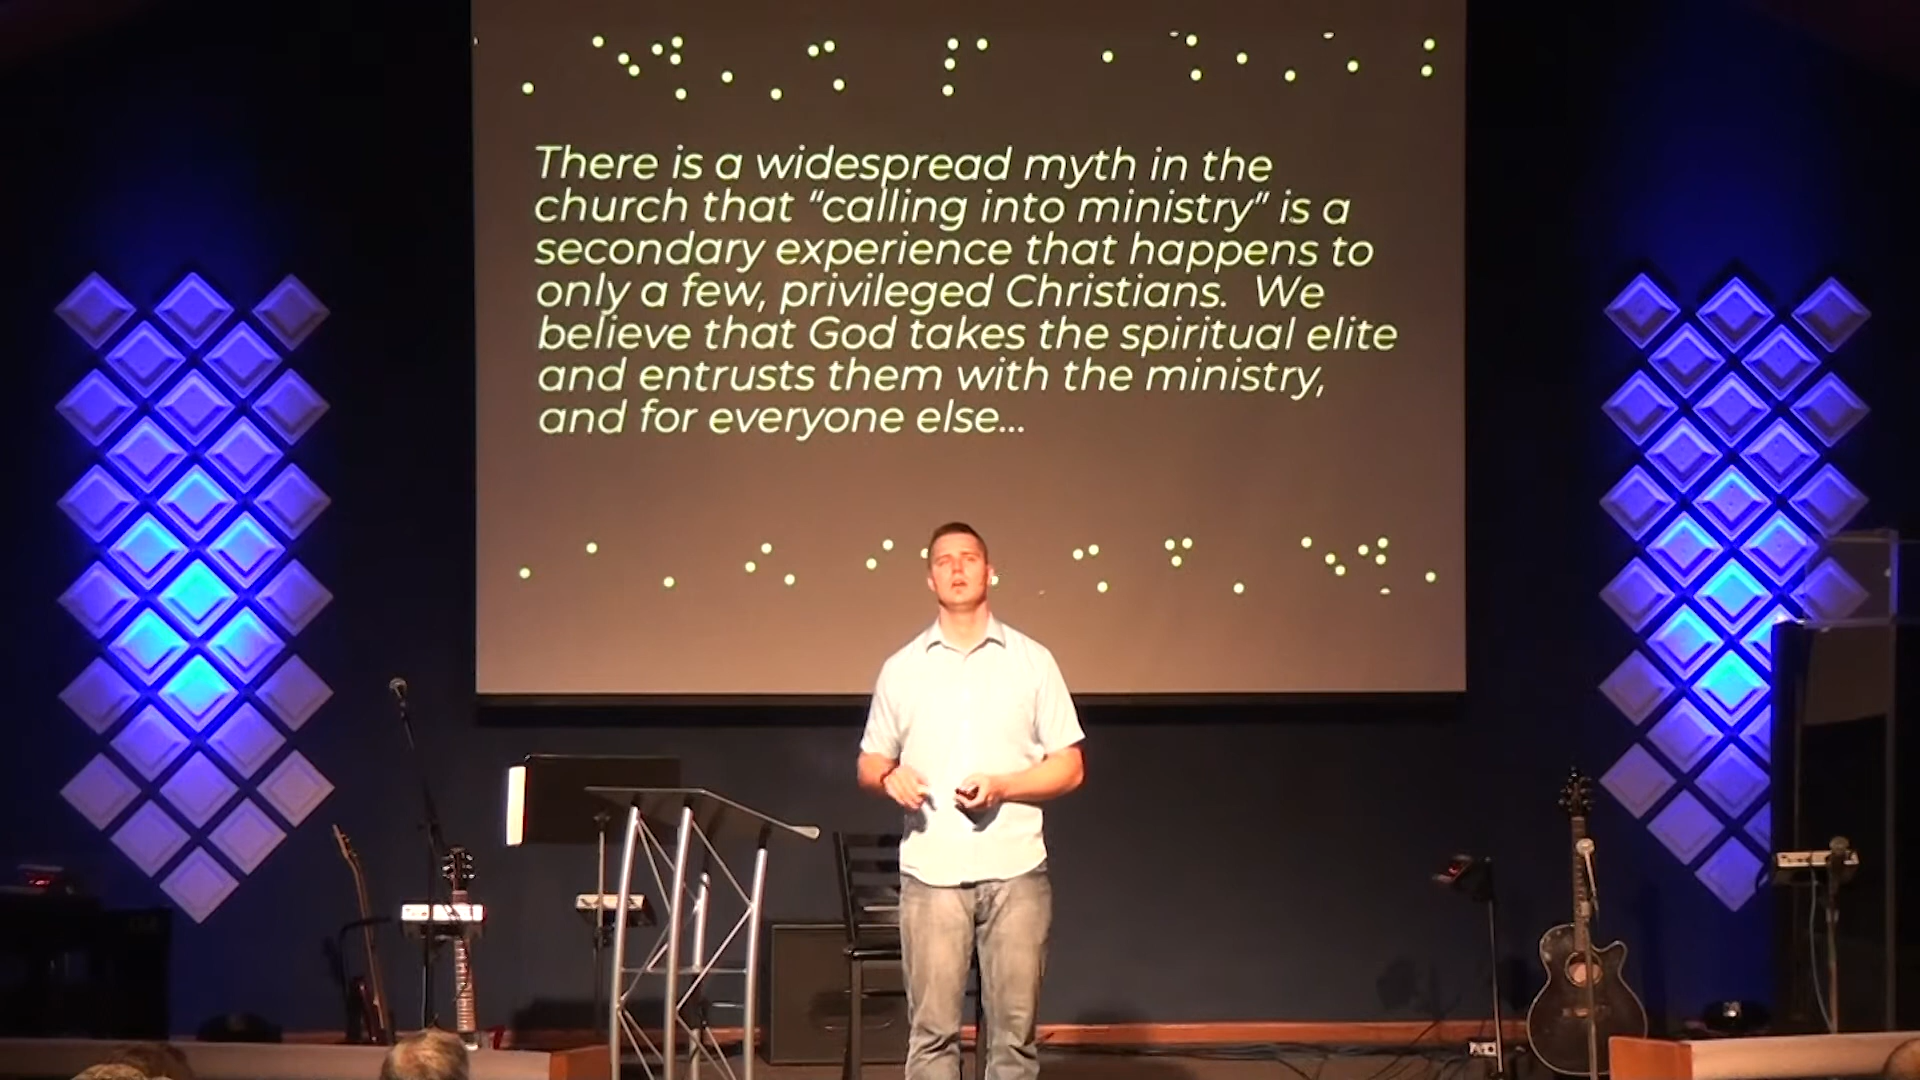 There is a widespread myth in the
church that “calling into ministry” is a
secondary experience that happens to
only a few, privileged Christians.  We
believe that God takes the spiritual elite
and entrusts them with the ministry,
and for everyone else...